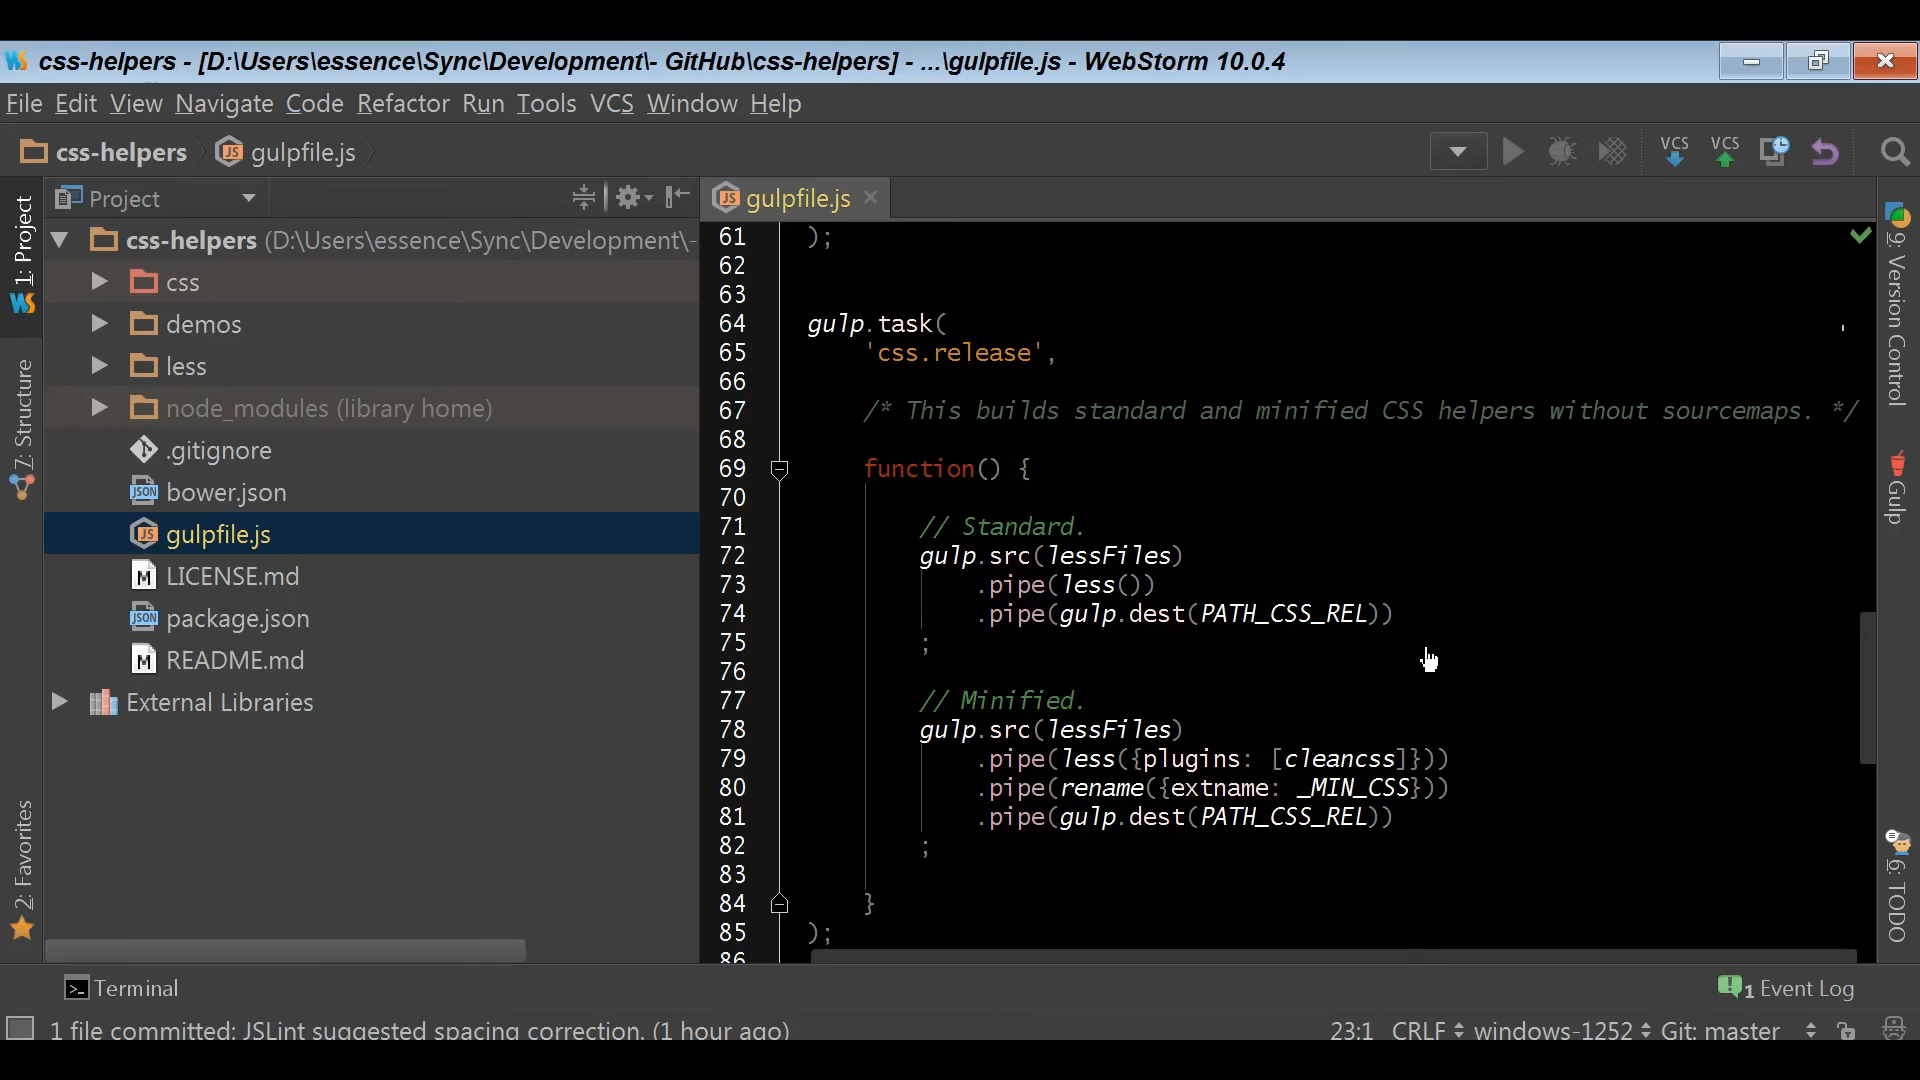 css-helpers - [D:\Users\essence\Sync\Development\- GitHub\css-helpers] - ...\gulpfile.js - WebStorm 10.0.4
File Edit View Navigate Code Refactor Run Tools VCS Window Help
css-helpers gulpfile.js VCS VCS
1: Project
7: Structure
2: Favorites
Project
css-helpers (D:\Users\essence\Sync\Development\-
css
demos
less
node_modules (library home)
.gitignore
bower.json
gulpfile.js
LICENSE.md
package.json
README.md
External Libraries
gulpfile.js
61 );
62
63
64 gulp.task(
65 'css.release',
66
67 /* This builds standard and minified CSS helpers without sourcemaps. */
68
69 function() {
70
71 // Standard.
72 gulp.src(lessFiles)
73 .pipe(less())
74 .pipe(gulp.dest(PATH_CSS_REL))
75 ;
76
77 // Minified.
78 gulp.src(lessFiles)
79 .pipe(less({plugins: [cleancss]}))
80 .pipe(rename({extname: _MIN_CSS}))
81 .pipe(gulp.dest(PATH_CSS_REL))
82 ;
83
84 }
85 );
86
9: Version Control
Gulp
6: TODO
Terminal
1 Event Log
1 file committed: JSLint suggested spacing correction. (1 hour ago) 23:1 CRLF windows-1252 Git: master